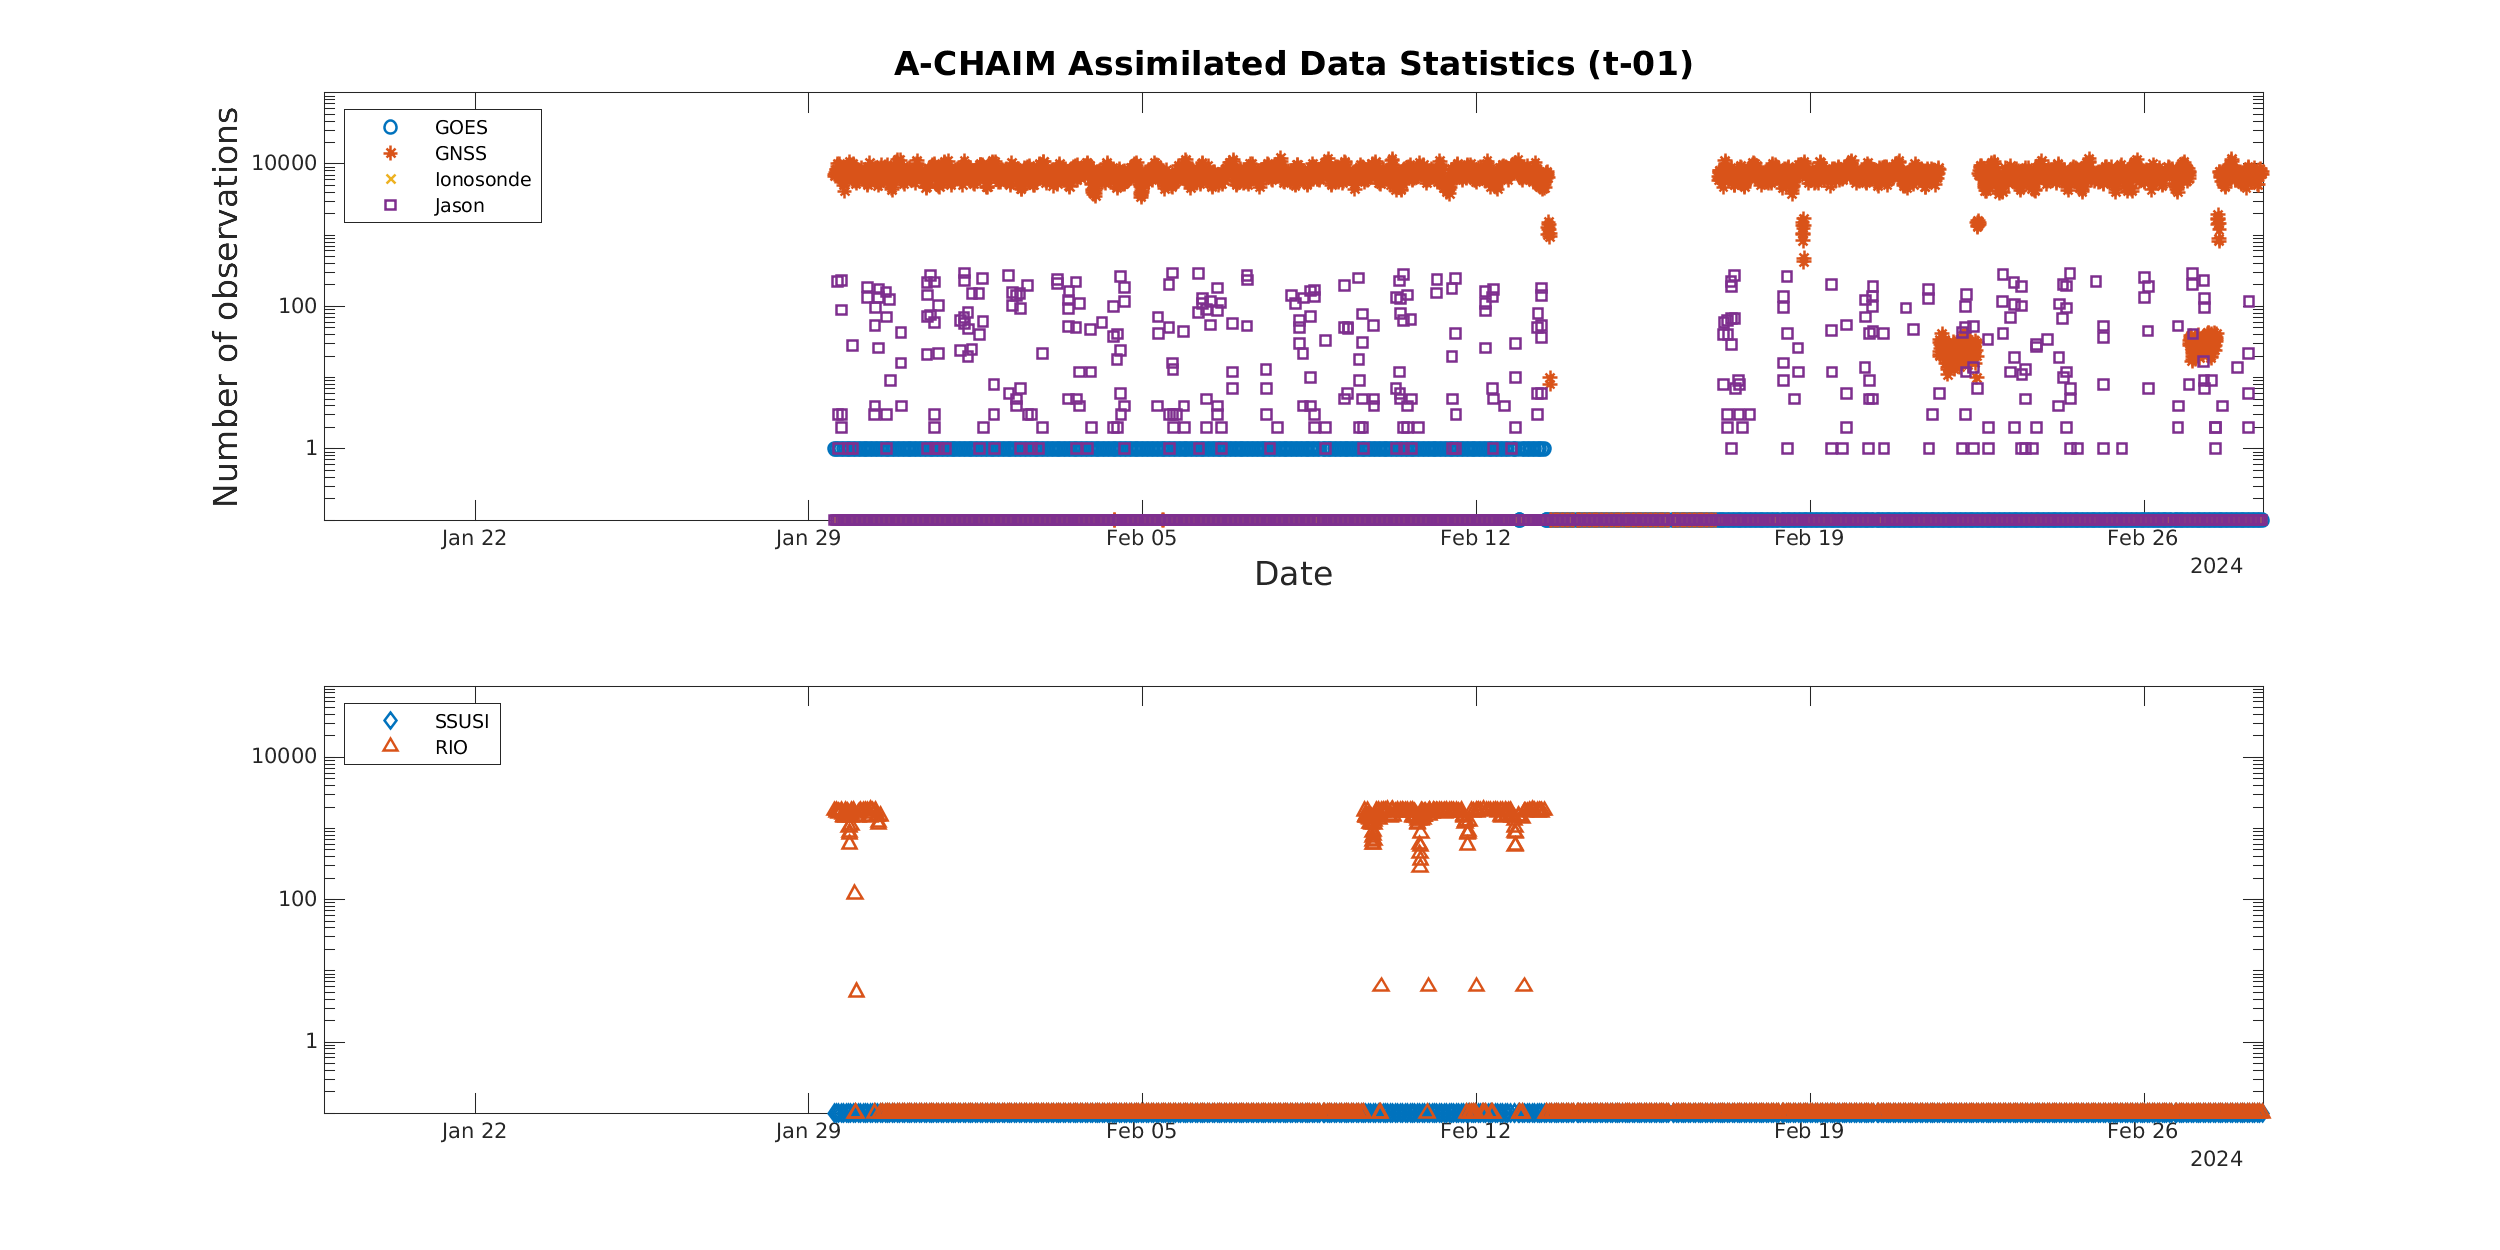 A-CHAIM Assimilated Data Statistics (t-01)
Number of observations
10000
100
1
GOES
GNSS
Ionosonde
Jason
Jan 22
Jan 29
Feb 05
Feb 12
Feb 19
Feb 26
2024
Date
10000
100
1
SSUSI
RIO
Jan 22
Jan 29
Feb 05
Feb 12
Feb 19
Feb 26
2024